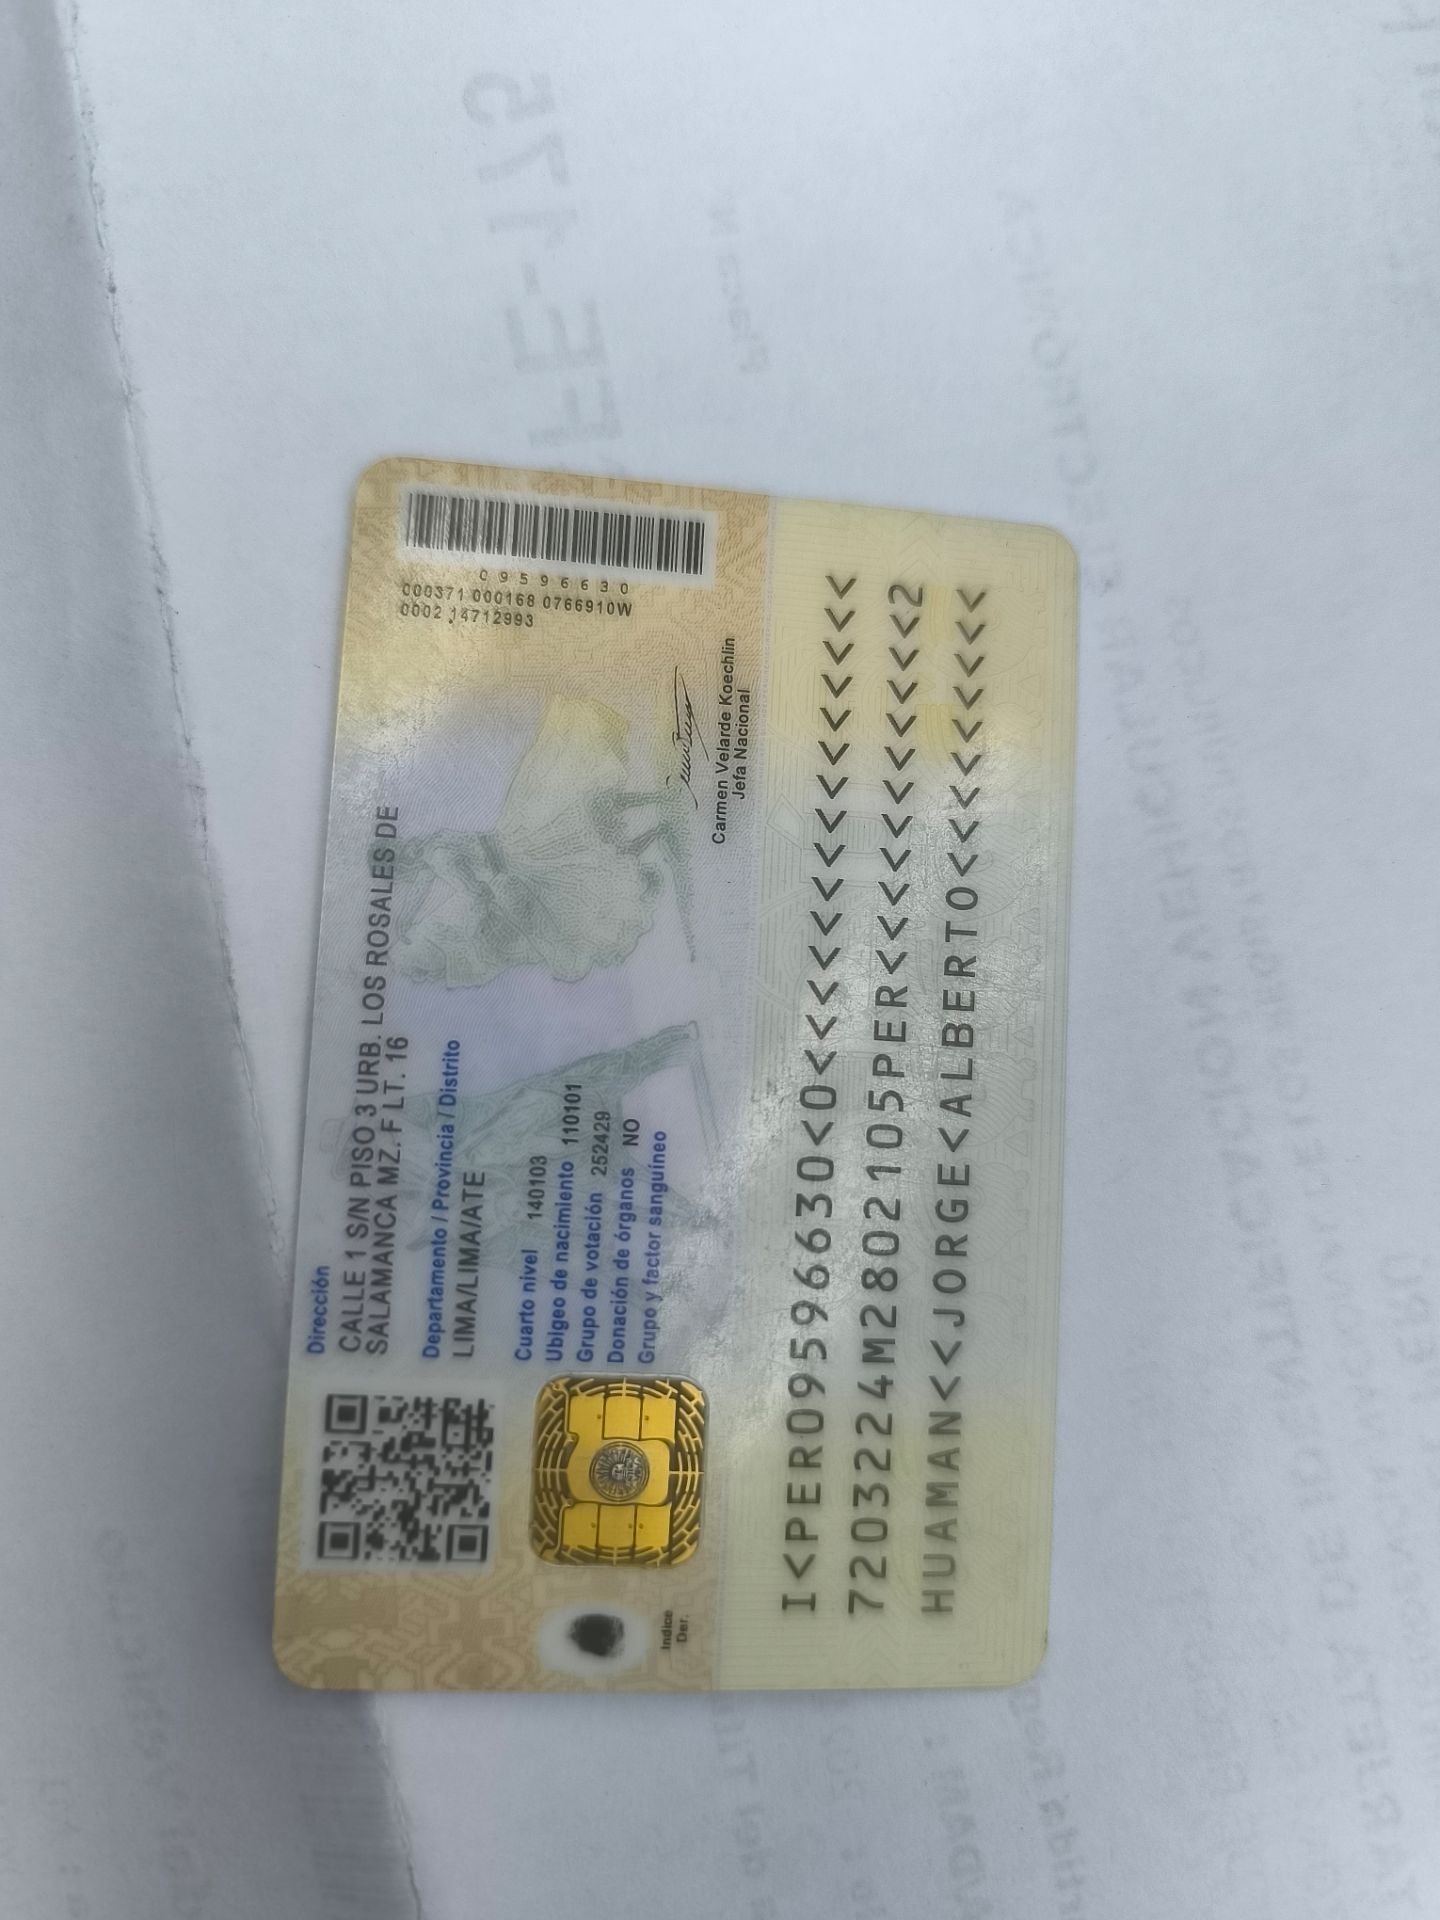 Dirección
CALLE 1 S/N PISO 3 URB. LOS ROSALES DE
SALAMANCA MZ. F LT. 16
Departamento / Provincia / Distrito
LIMA/LIMA/ATE
Cuarto nivel 140103
Ubigeo de nacimiento 110101
Grupo de votación 252429
Donación de órganos NO
Grupo y factor sanguíneo
09596630
000371 000168 0766910W
0002 14712993
Carmen Velarde Koechlin
Jefa Nacional
Indice
Der.
I<PER09596630<0<<<<<<<<<<<<<<<
7203224M2802105PER<<<<<<<<<<<2
HUAMAN<<JORGE<ALBERTO<<<<<<<<<